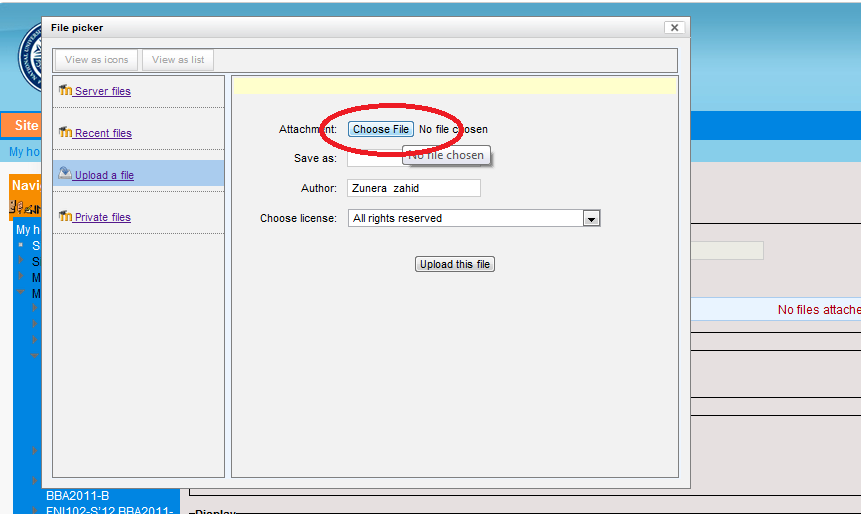 File picker
View as icons View as list
Server files
Recent files
Upload a file
Private files
Attachment: Choose File No file chosen
No file chosen
Save as:
Author: Zunera zahid
Choose license: All rights reserved
Upload this file
Site
My ho
Navi
My h
S
S
M
M
BBA2011-B
ENI102-S'12 BBA2011-
No files attache
Display